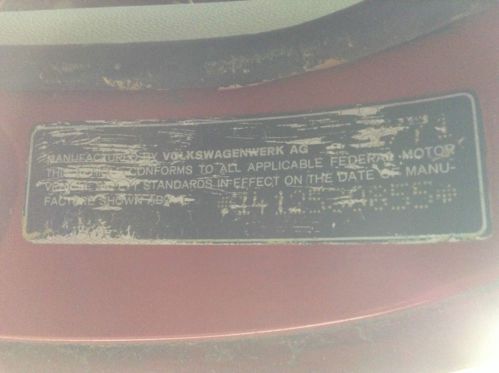 MANUFACTURED BY VOLKSWAGENWERK AG
THIS VEHICLE CONFORMS TO ALL APPLICABLE FEDERAL MOTOR
VEHICLE SAFETY STANDARDS IN EFFECT ON THE DATE OF MANU-
FACTURE SHOWN ABOVE